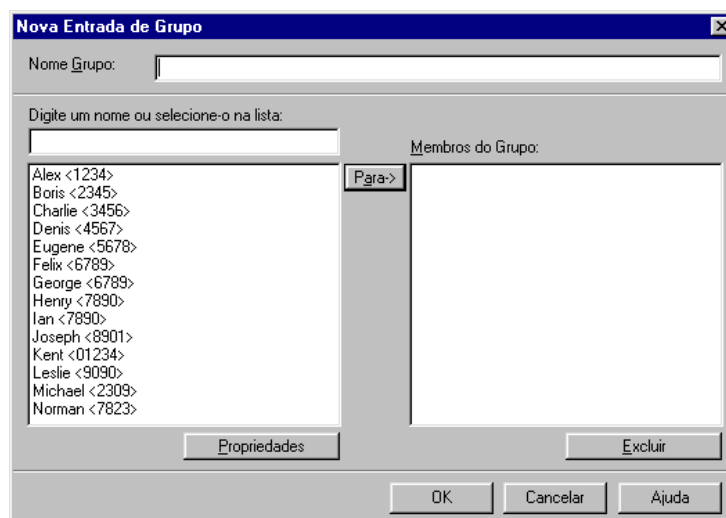 Nova Entrada de Grupo
Nome Grupo:
Digite um nome ou selecione-o na lista:
Membros do Grupo:
Alex <1234>
Boris <2345>
Charlie <3456>
Denis <4567>
Eugene <5678>
Felix <6789>
George <6789>
Henry <7890>
Ian <7890>
Joseph <8901>
Kent <01234>
Leslie <9090>
Michael <2309>
Norman <7823>
Para->
Propriedades
Excluir
OK
Cancelar
Ajuda